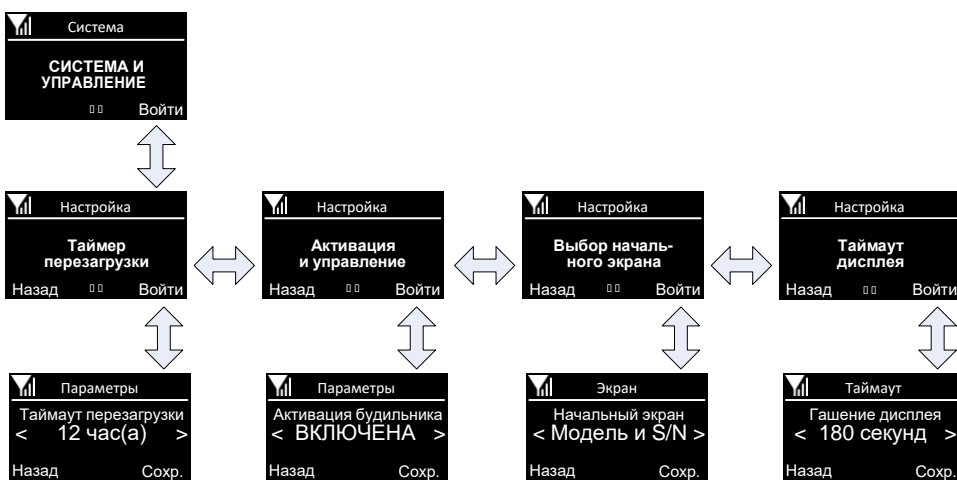 Система
СИСТЕМА И
УПРАВЛЕНИЕ
Войти
Настройка
Таймер
перезагрузки
Назад Войти
Настройка
Активация
и управление
Назад Войти
Настройка
Выбор началь-
ного экрана
Назад Войти
Настройка
Таймаут
дисплея
Назад Войти
Параметры
Таймаут перезагрузки
< 12 час(а) >
Назад Сохр.
Параметры
Активация будильника
< ВКЛЮЧЕНА >
Назад Сохр.
Экран
Начальный экран
< Модель и S/N >
Назад Сохр.
Таймаут
Гашение дисплея
< 180 секунд >
Назад Сохр.